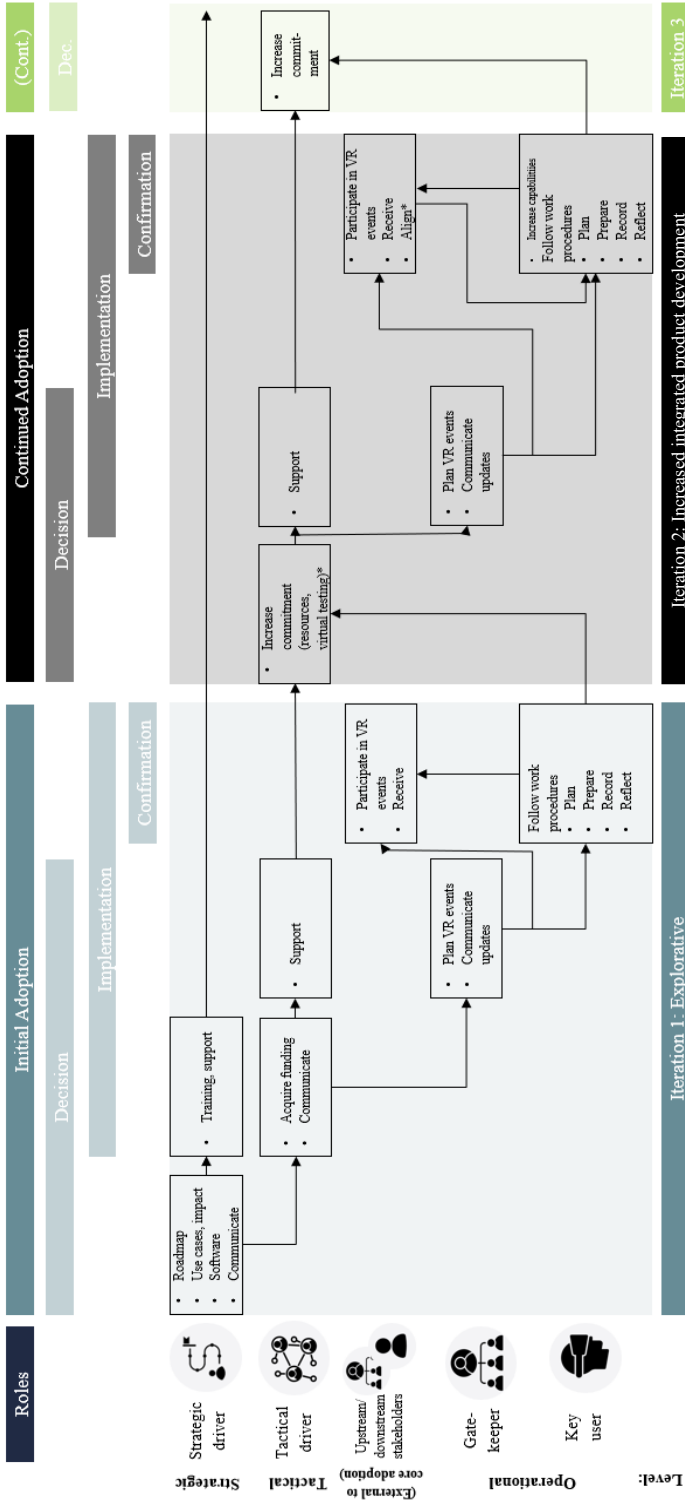 Roles
Initial Adoption
Continued Adoption
(Cont.)
Decision
Decision
Dec.
Implementation
Implementation
Confirmation
Confirmation
Strategic
Strategic
driver
• Roadmap
• Use cases, impact
• Software
• Communicate
• Training, support
Tactical
Tactical
driver
• Acquire funding
• Communicate
• Support
• Increase
commitment
(resources,
virtual testing)*
• Support
• Increase
commit-
ment
(External to
core adoption)
Upstream/
downstream
stakeholders
• Participate in VR
events
• Receive
• Participate in VR
events
• Receive
• Align*
Operational
Gate-
keeper
• Plan VR events
• Communicate
updates
• Plan VR events
• Communicate
updates
Key
user
Follow work
procedures
• Plan
• Prepare
• Record
• Reflect
• Increase capabilitiies
Follow work
procedures
• Plan
• Prepare
• Record
• Reflect
Level:
Iteration 1: Explorative
Iteration 2: Increased integrated product development
Iteration 3